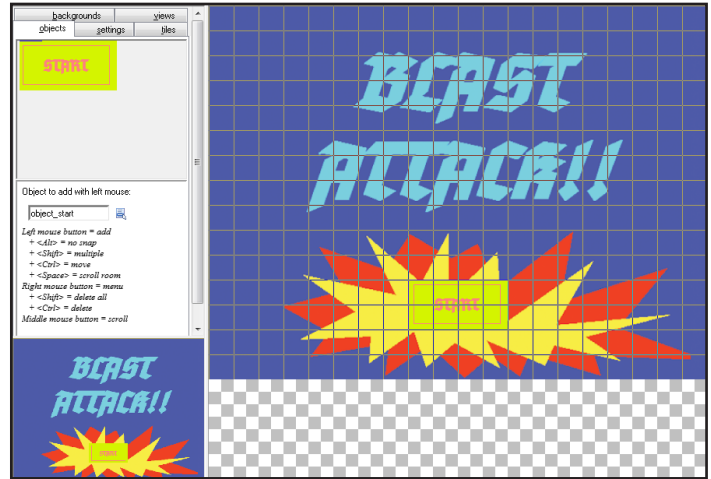 backgrounds views
objects settings tiles
START
Object to add with left mouse:
object_start
Left mouse button = add
+ <Alt> = no snap
+ <Shift> = multiple
+ <Ctrl> = move
+ <Space> = scroll room
Right mouse button = menu
+ <Shift> = delete all
+ <Ctrl> = delete
Middle mouse button = scroll
BLAST
ATTACK!!
START
BLAST
ATTACK!!
START